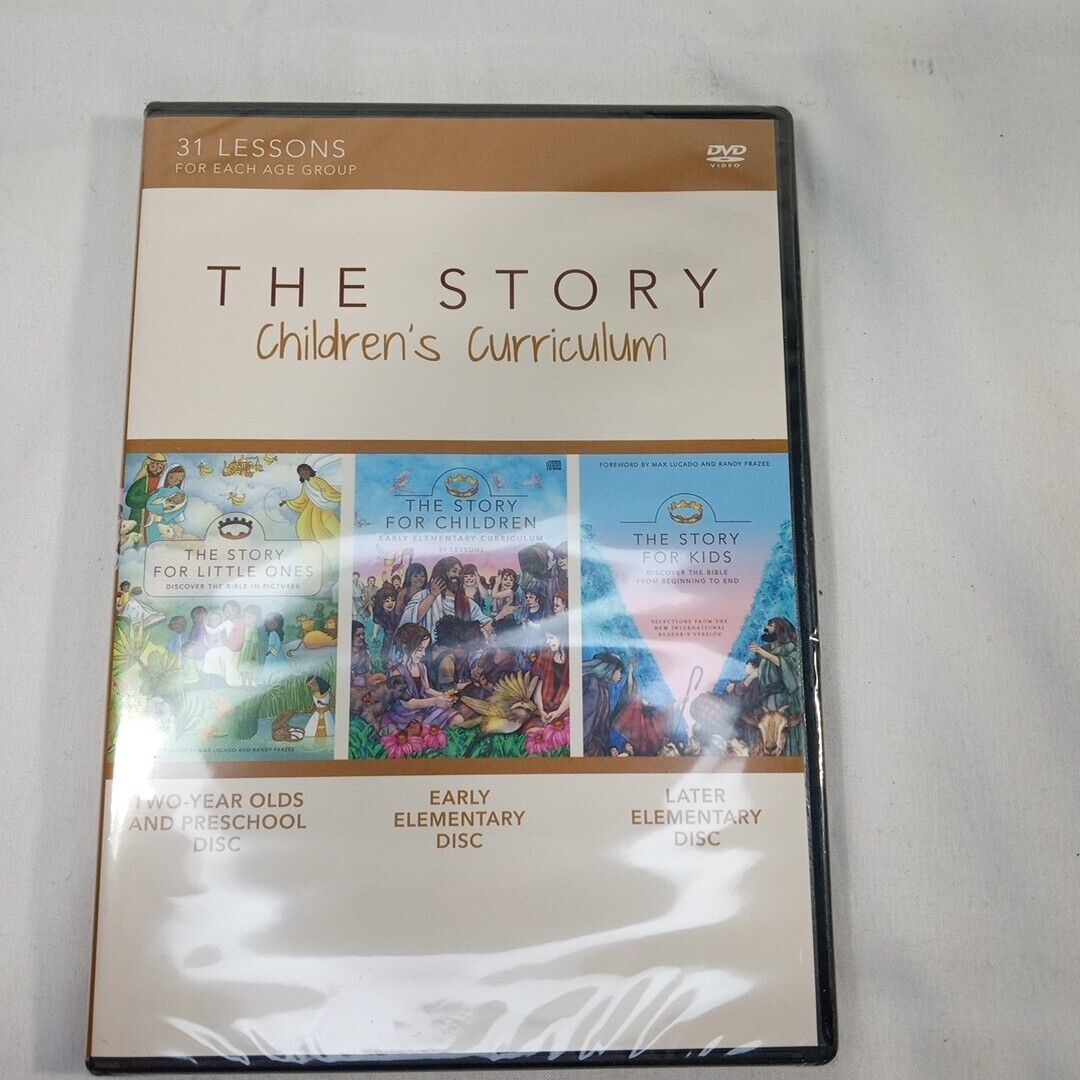 31 LESSONS
FOR EACH AGE GROUP
DVD
VIDEO
THE STORY
Children's Curriculum
THE STORY
FOR LITTLE ONES
DISCOVER THE BIBLE IN PICTURES
MAX LUCADO AND RANDY FRAZEE
THE STORY
FOR CHILDREN
EARLY ELEMENTARY CURRICULUM
31 LESSONS
FOREWORD BY MAX LUCADO AND RANDY FRAZEE
THE STORY
FOR KIDS
DISCOVER THE BIBLE
FROM BEGINNING TO END
SELECTIONS FROM THE
NEW INTERNATIONAL
READER'S VERSION
TWO-YEAR OLDS
AND PRESCHOOL
DISC
EARLY
ELEMENTARY
DISC
LATER
ELEMENTARY
DISC